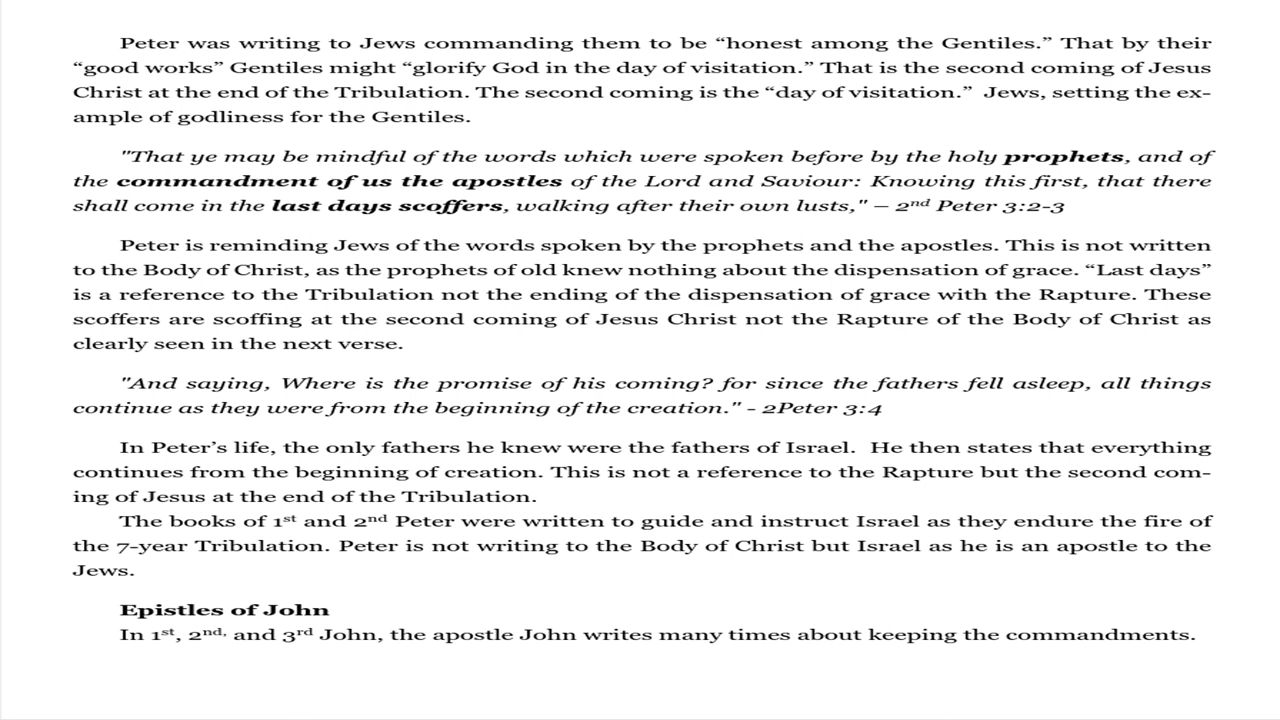 Peter was writing to Jews commanding them to be “honest among the Gentiles.” That by their
“good works” Gentiles might “glorify God in the day of visitation.” That is the second coming of Jesus
Christ at the end of the Tribulation. The second coming is the “day of visitation.”  Jews, setting the ex-
ample of godliness for the Gentiles.
"That ye may be mindful of the words which were spoken before by the holy prophets, and of
the commandment of us the apostles of the Lord and Saviour: Knowing this first, that there
shall come in the last days scoffers, walking after their own lusts," – 2nd Peter 3:2-3
Peter is reminding Jews of the words spoken by the prophets and the apostles. This is not written
to the Body of Christ, as the prophets of old knew nothing about the dispensation of grace. “Last days”
is a reference to the Tribulation not the ending of the dispensation of grace with the Rapture. These
scoffers are scoffing at the second coming of Jesus Christ not the Rapture of the Body of Christ as
clearly seen in the next verse.
"And saying, Where is the promise of his coming? for since the fathers fell asleep, all things
continue as they were from the beginning of the creation." - 2Peter 3:4
In Peter’s life, the only fathers he knew were the fathers of Israel.  He then states that everything
continues from the beginning of creation. This is not a reference to the Rapture but the second com-
ing of Jesus at the end of the Tribulation.
The books of 1st and 2nd Peter were written to guide and instruct Israel as they endure the fire of
the 7-year Tribulation. Peter is not writing to the Body of Christ but Israel as he is an apostle to the
Jews.
Epistles of John
In 1st, 2nd, and 3rd John, the apostle John writes many times about keeping the commandments.